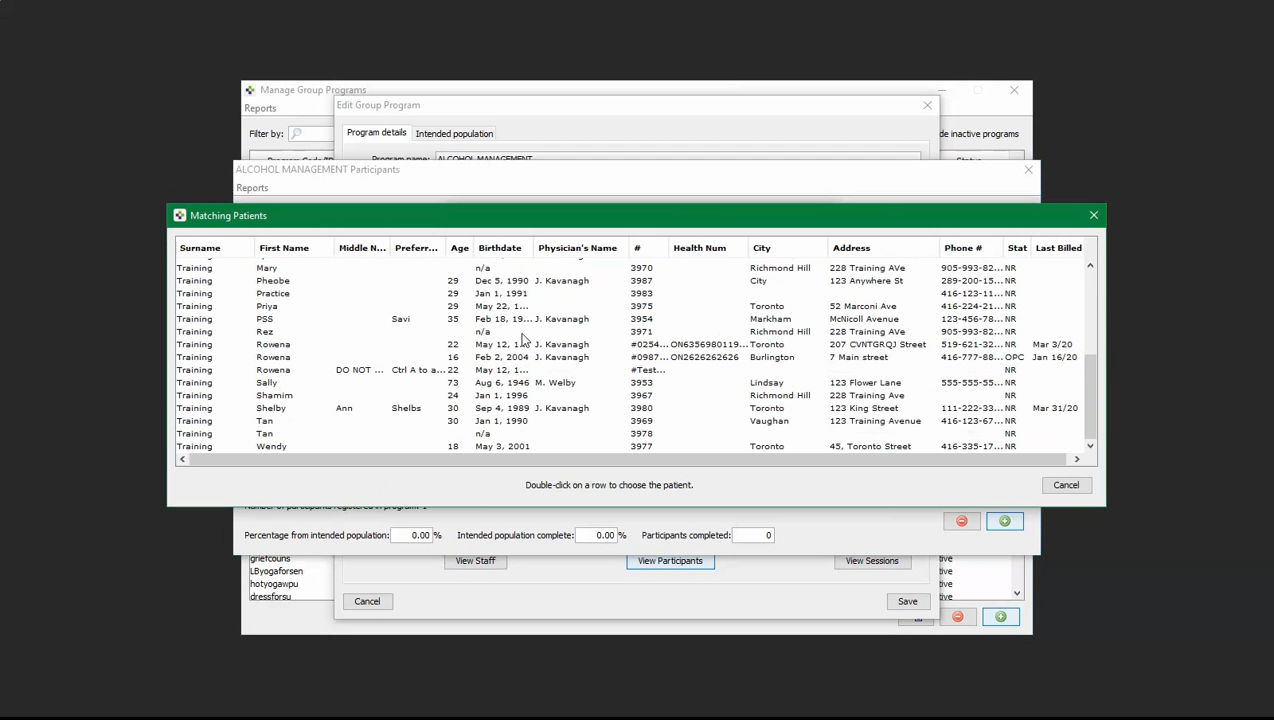 Manage Group Programs
Reports
Edit Group Program
Filter by:
Program details Intended population
de inactive programs
Program name: ALCOHOL MANAGEMENT
ALCOHOL MANAGEMENT Participants
Reports
Matching Patients
Surname First Name Middle N... Preferr... Age Birthdate Physician's Name # Health Num City Address Phone # Stat Last Billed
Training Mary n/a 3970 Richmond Hill 228 Training AVe 905-993-82... NR
Training Pheobe 29 Dec 5, 1990 J. Kavanagh 3987 City 123 Anywhere St 289-200-15... NR
Training Practice 29 Jan 1, 1991 3983 416-123-11... NR
Training Priya 29 May 22, 1... 3975 Toronto 52 Marconi Ave 416-224-21... NR
Training PSS Savi 35 Feb 18, 19... J. Kavanagh 3954 Markham McNicoll Avenue 123-456-78... NR
Training Rez n/a 3971 Richmond Hill 228 Training AVe 905-993-82... NR
Training Rowena 22 May 12, 1... J. Kavanagh #0254... ON6356980119... Toronto 207 CVNTGRQJ Street 519-621-32... NR Mar 3/20
Training Rowena 16 Feb 2, 2004 J. Kavanagh #0987... ON2626262626 Burlington 7 Main street 416-777-88... OPC Jan 16/20
Training Rowena DO NOT ... Ctrl A to a... 22 May 12, 1... #Test... NR
Training Sally 73 Aug 6, 1946 M. Welby 3953 Lindsay 123 Flower Lane 555-555-55... NR
Training Shamim 24 Jan 1, 1996 3967 Richmond Hill 228 Training Ave NR
Training Shelby Ann Shelbs 30 Sep 4, 1989 J. Kavanagh 3980 Toronto 123 King Street 111-222-33... NR Mar 31/20
Training Tan 30 Jan 1, 1990 3969 Vaughan 123 Training Avenue 416-123-67... NR
Training Tan n/a 3978 NR
Training Wendy 18 May 3, 2001 3977 Toronto 45, Toronto Street 416-335-17... NR
Double-click on a row to choose the patient.
Cancel
Percentage from intended population: 0.00 % Intended population complete: 0.00 % Participants completed: 0
griefcouns
LByogaforsen
hotyogawpu
dressforsu
View Staff View Participants View Sessions
tive
tive
tive
tive
Cancel Save